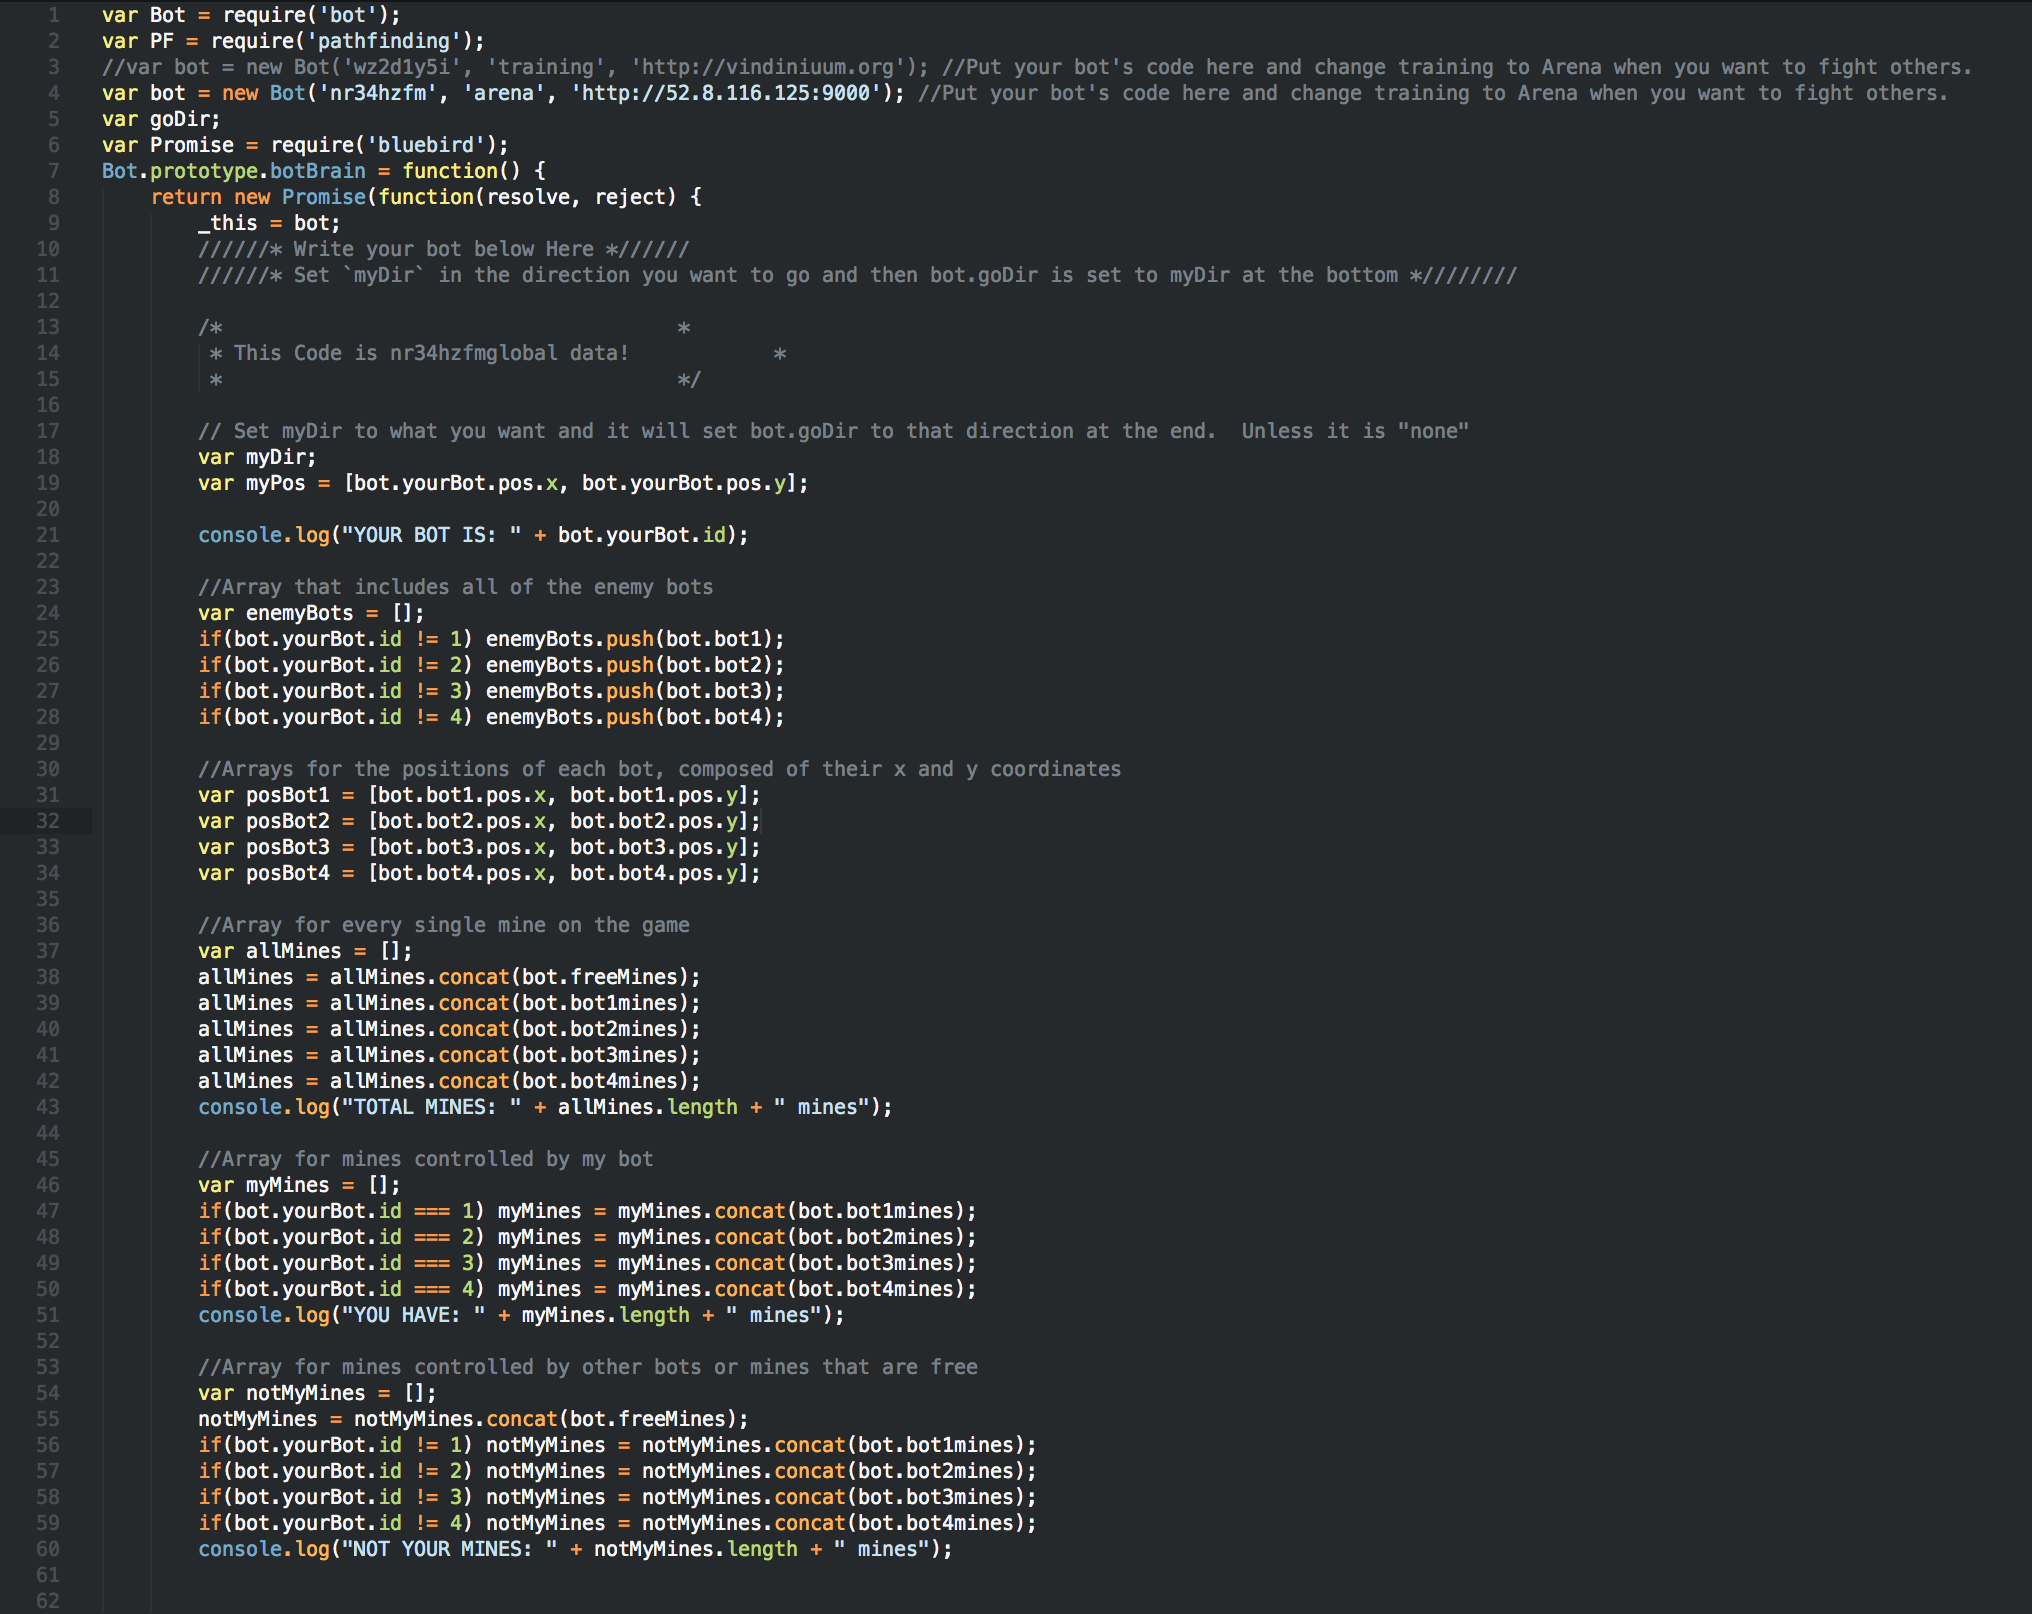 1 var Bot = require('bot');
2 var PF = require('pathfinding');
3 //var bot = new Bot('wz2d1y5i', 'training', 'http://vindiniuum.org'); //Put your bot's code here and change training to Arena when you want to fight others.
4 var bot = new Bot('nr34hzfm', 'arena', 'http://52.8.116.125:9000'); //Put your bot's code here and change training to Arena when you want to fight others.
5 var goDir;
6 var Promise = require('bluebird');
7 Bot.prototype.botBrain = function() {
8 return new Promise(function(resolve, reject) {
9 _this = bot;
10 //////* Write your bot below Here *//////
11 //////* Set `myDir` in the direction you want to go and then bot.goDir is set to myDir at the bottom *////////
12
13 /* *
14 * This Code is nr34hzfmglobal data! *
15 * */
16
17 // Set myDir to what you want and it will set bot.goDir to that direction at the end.  Unless it is "none"
18 var myDir;
19 var myPos = [bot.yourBot.pos.x, bot.yourBot.pos.y];
20
21 console.log("YOUR BOT IS: " + bot.yourBot.id);
22
23 //Array that includes all of the enemy bots
24 var enemyBots = [];
25 if(bot.yourBot.id != 1) enemyBots.push(bot.bot1);
26 if(bot.yourBot.id != 2) enemyBots.push(bot.bot2);
27 if(bot.yourBot.id != 3) enemyBots.push(bot.bot3);
28 if(bot.yourBot.id != 4) enemyBots.push(bot.bot4);
29
30 //Arrays for the positions of each bot, composed of their x and y coordinates
31 var posBot1 = [bot.bot1.pos.x, bot.bot1.pos.y];
32 var posBot2 = [bot.bot2.pos.x, bot.bot2.pos.y];
33 var posBot3 = [bot.bot3.pos.x, bot.bot3.pos.y];
34 var posBot4 = [bot.bot4.pos.x, bot.bot4.pos.y];
35
36 //Array for every single mine on the game
37 var allMines = [];
38 allMines = allMines.concat(bot.freeMines);
39 allMines = allMines.concat(bot.bot1mines);
40 allMines = allMines.concat(bot.bot2mines);
41 allMines = allMines.concat(bot.bot3mines);
42 allMines = allMines.concat(bot.bot4mines);
43 console.log("TOTAL MINES: " + allMines.length + " mines");
44
45 //Array for mines controlled by my bot
46 var myMines = [];
47 if(bot.yourBot.id === 1) myMines = myMines.concat(bot.bot1mines);
48 if(bot.yourBot.id === 2) myMines = myMines.concat(bot.bot2mines);
49 if(bot.yourBot.id === 3) myMines = myMines.concat(bot.bot3mines);
50 if(bot.yourBot.id === 4) myMines = myMines.concat(bot.bot4mines);
51 console.log("YOU HAVE: " + myMines.length + " mines");
52
53 //Array for mines controlled by other bots or mines that are free
54 var notMyMines = [];
55 notMyMines = notMyMines.concat(bot.freeMines);
56 if(bot.yourBot.id != 1) notMyMines = notMyMines.concat(bot.bot1mines);
57 if(bot.yourBot.id != 2) notMyMines = notMyMines.concat(bot.bot2mines);
58 if(bot.yourBot.id != 3) notMyMines = notMyMines.concat(bot.bot3mines);
59 if(bot.yourBot.id != 4) notMyMines = notMyMines.concat(bot.bot4mines);
60 console.log("NOT YOUR MINES: " + notMyMines.length + " mines");
61
62